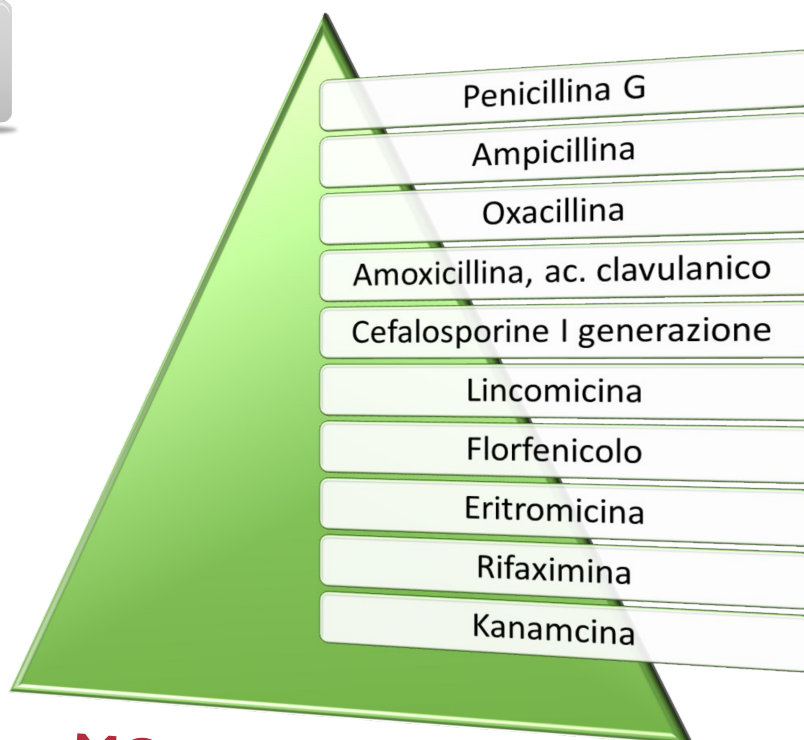 Penicillina G
Ampicillina
Oxacillina
Amoxicillina, ac. clavulanico
Cefalosporine I generazione
Lincomicina
Florfenicolo
Eritromicina
Rifaximina
Kanamcina